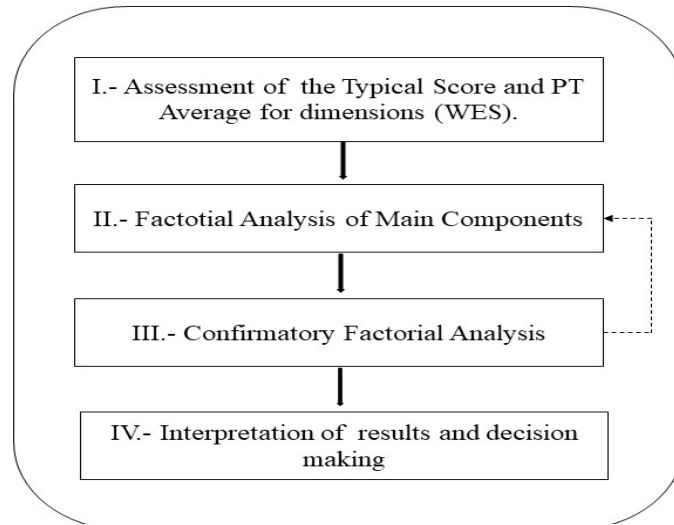 I.- Assessment of the Typical Score and PT
Average for dimensions (WES).
II.- Factotial Analysis of Main Components
III.- Confirmatory Factorial Analysis
IV.- Interpretation of results and decision
making